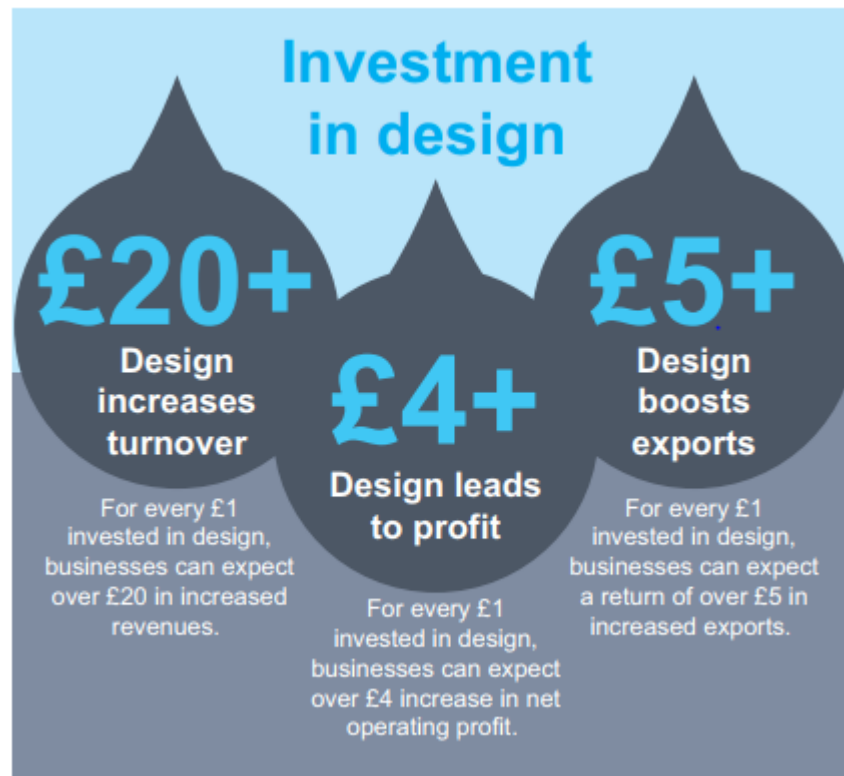 Investment
in design
£20+
Design
increases
turnover
For every £1
invested in design,
businesses can expect
over £20 in increased
revenues.
£4+
Design leads
to profit
For every £1
invested in design,
businesses can expect
over £4 increase in net
operating profit.
£5+
Design
boosts
exports
For every £1
invested in design,
businesses can expect
a return of over £5 in
increased exports.